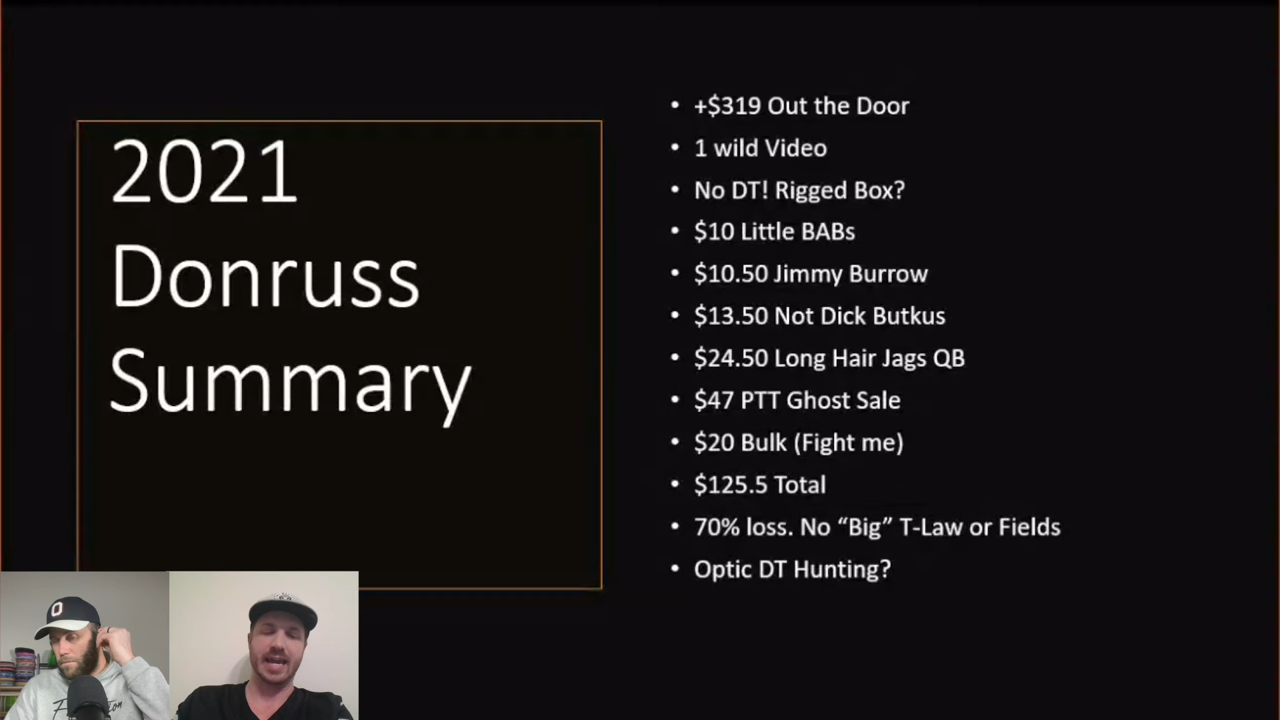 2021
Donruss
Summary
• +$319 Out the Door
• 1 wild Video
• No DT! Rigged Box?
• $10 Little BABs
• $10.50 Jimmy Burrow
• $13.50 Not Dick Butkus
• $24.50 Long Hair Jags QB
• $47 PTT Ghost Sale
• $20 Bulk (Fight me)
• $125.5 Total
• 70% loss. No “Big” T-Law or Fields
• Optic DT Hunting?
O